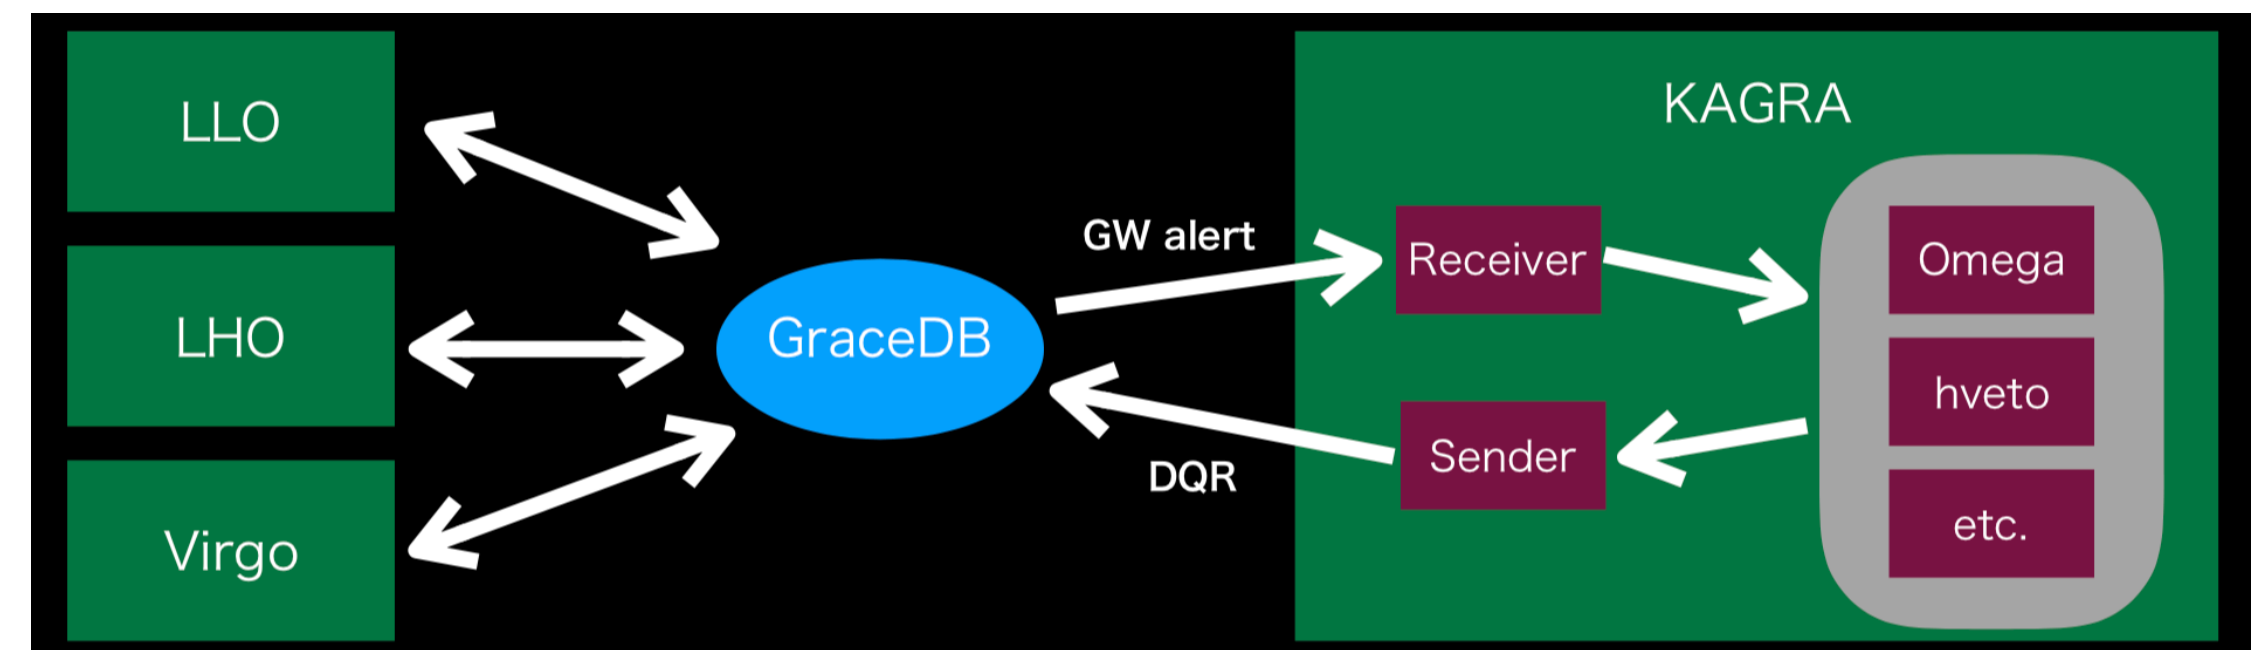 LLO
LHO
Virgo
GraceDB
GW alert
DQR
KAGRA
Receiver
Sender
Omega
hveto
etc.